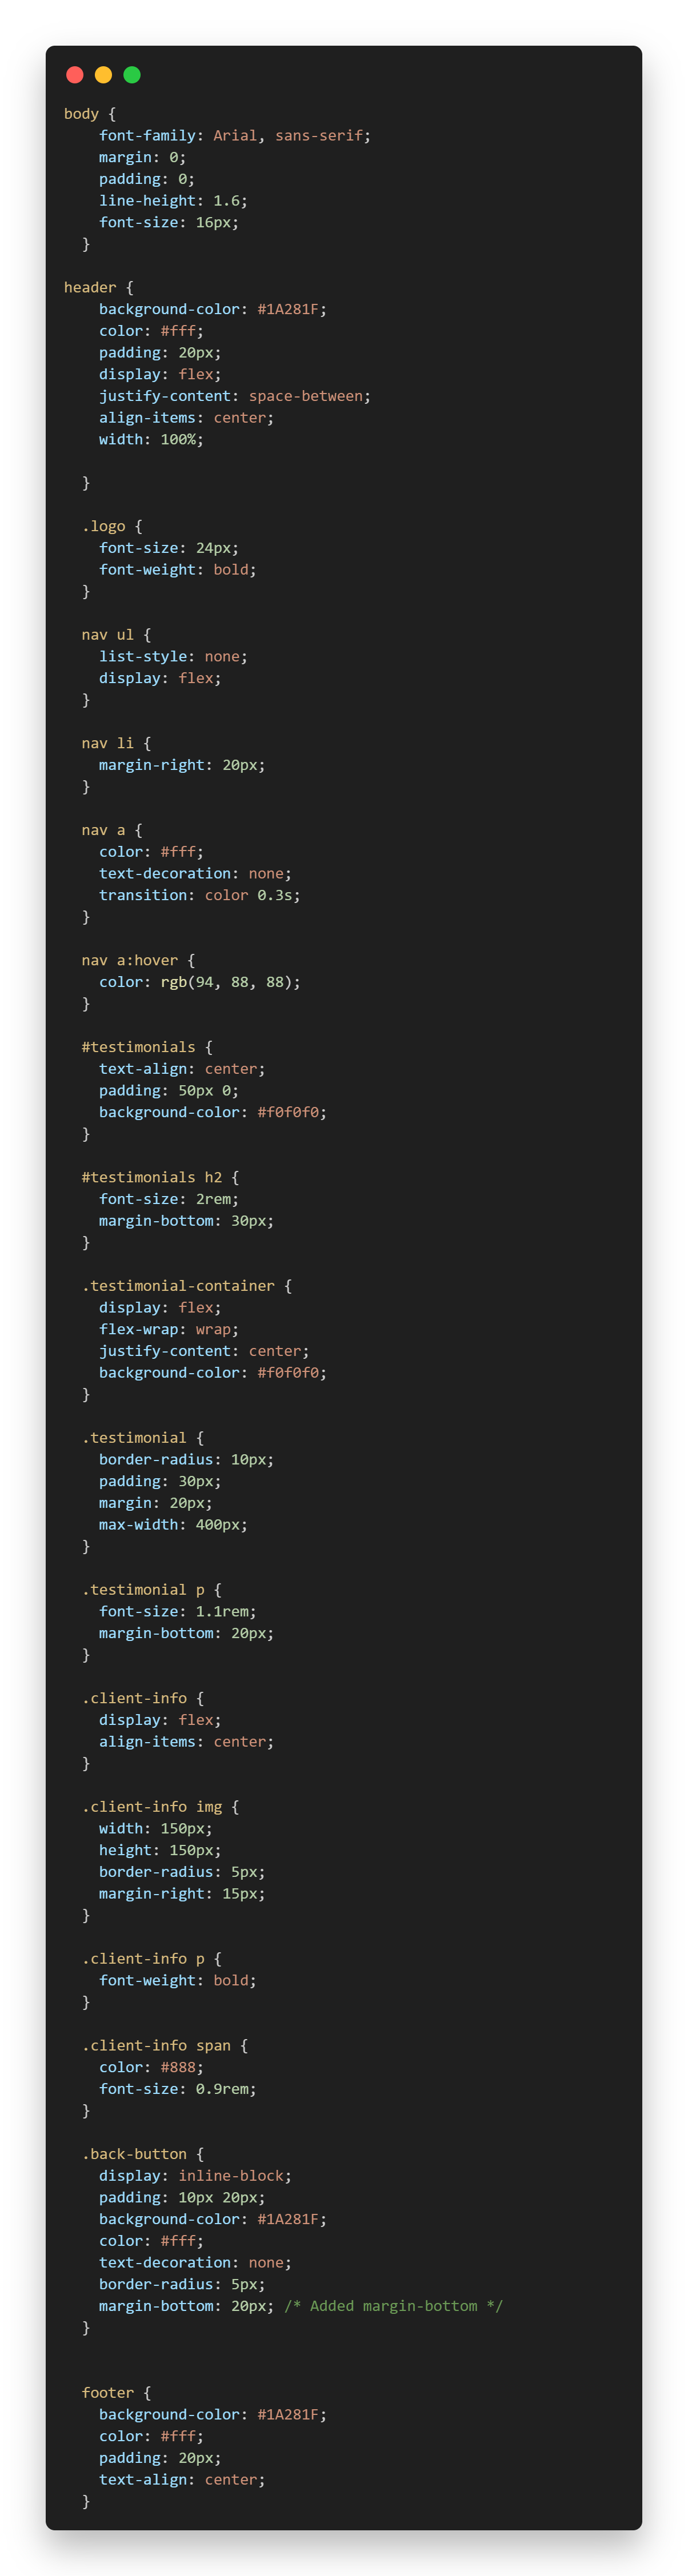 body {
    font-family: Arial, sans-serif;
    margin: 0;
    padding: 0;
    line-height: 1.6;
    font-size: 16px;
  }

header {
    background-color: #1A281F;
    color: #fff;
    padding: 20px;
    display: flex;
    justify-content: space-between;
    align-items: center;
    width: 100%;

  }

  .logo {
    font-size: 24px;
    font-weight: bold;
  }

  nav ul {
    list-style: none;
    display: flex;
  }

  nav li {
    margin-right: 20px;
  }

  nav a {
    color: #fff;
    text-decoration: none;
    transition: color 0.3s;
  }

  nav a:hover {
    color: rgb(94, 88, 88);
  }

  #testimonials {
    text-align: center;
    padding: 50px 0;
    background-color: #f0f0f0;
  }

  #testimonials h2 {
    font-size: 2rem;
    margin-bottom: 30px;
  }

  .testimonial-container {
    display: flex;
    flex-wrap: wrap;
    justify-content: center;
    background-color: #f0f0f0;
  }

  .testimonial {
    border-radius: 10px;
    padding: 30px;
    margin: 20px;
    max-width: 400px;
  }

  .testimonial p {
    font-size: 1.1rem;
    margin-bottom: 20px;
  }

  .client-info {
    display: flex;
    align-items: center;
  }

  .client-info img {
    width: 150px;
    height: 150px;
    border-radius: 5px;
    margin-right: 15px;
  }

  .client-info p {
    font-weight: bold;
  }

  .client-info span {
    color: #888;
    font-size: 0.9rem;
  }

  .back-button {
    display: inline-block;
    padding: 10px 20px;
    background-color: #1A281F;
    color: #fff;
    text-decoration: none;
    border-radius: 5px;
    margin-bottom: 20px; /* Added margin-bottom */
  }


  footer {
    background-color: #1A281F;
    color: #fff;
    padding: 20px;
    text-align: center;
  }